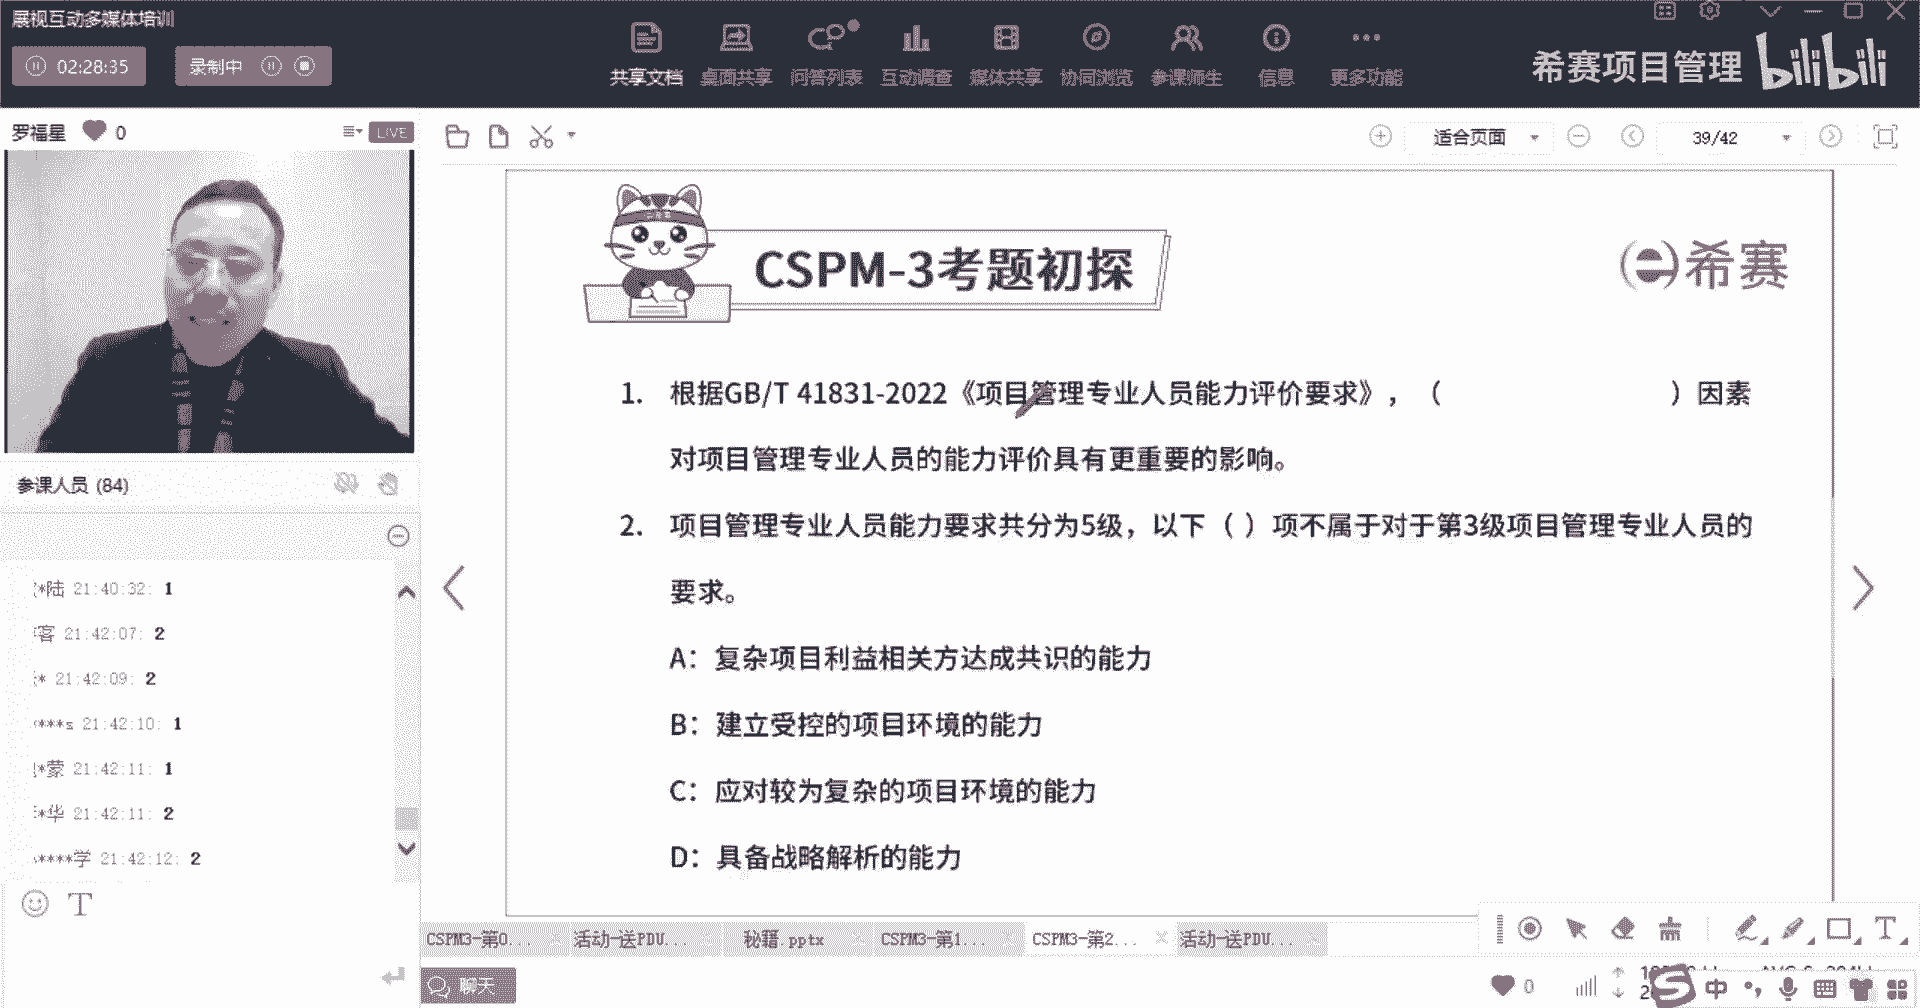 展视互动多媒体培训
02:28:35
录制中
共享文档
桌面共享
问答列表
互动调查
媒体共享
协同浏览
参课师生
信息
更多功能
希赛项目管理
bilibili
罗福星
0
LIVE
适合页面
39/42
CSPM-3考题初探
希赛
1. 根据GB/T 41831-2022《项目管理专业人员能力评价要求》，（ ）因素
对项目管理专业人员的能力评价具有更重要的影响。
2. 项目管理专业人员能力要求共分为5级，以下（ ）项不属于对于第3级项目管理专业人员的
要求。
A：复杂项目利益相关方达成共识的能力
B：建立受控的项目环境的能力
C：应对较为复杂的项目环境的能力
D：具备战略解析的能力
参课人员 (84)
*陆 21:40:32: 1
客 21:42:07: 2
* 21:42:09: 2
***s 21:42:10: 1
*蒙 21:42:11: 1
*华 21:42:11: 2
****学 21:42:12: 2
T
CSPM3-第0...
活动-送PDU...
秘籍.pptx
CSPM3-第1...
CSPM3-第2...
活动-送PDU...
聊天
T
0
中